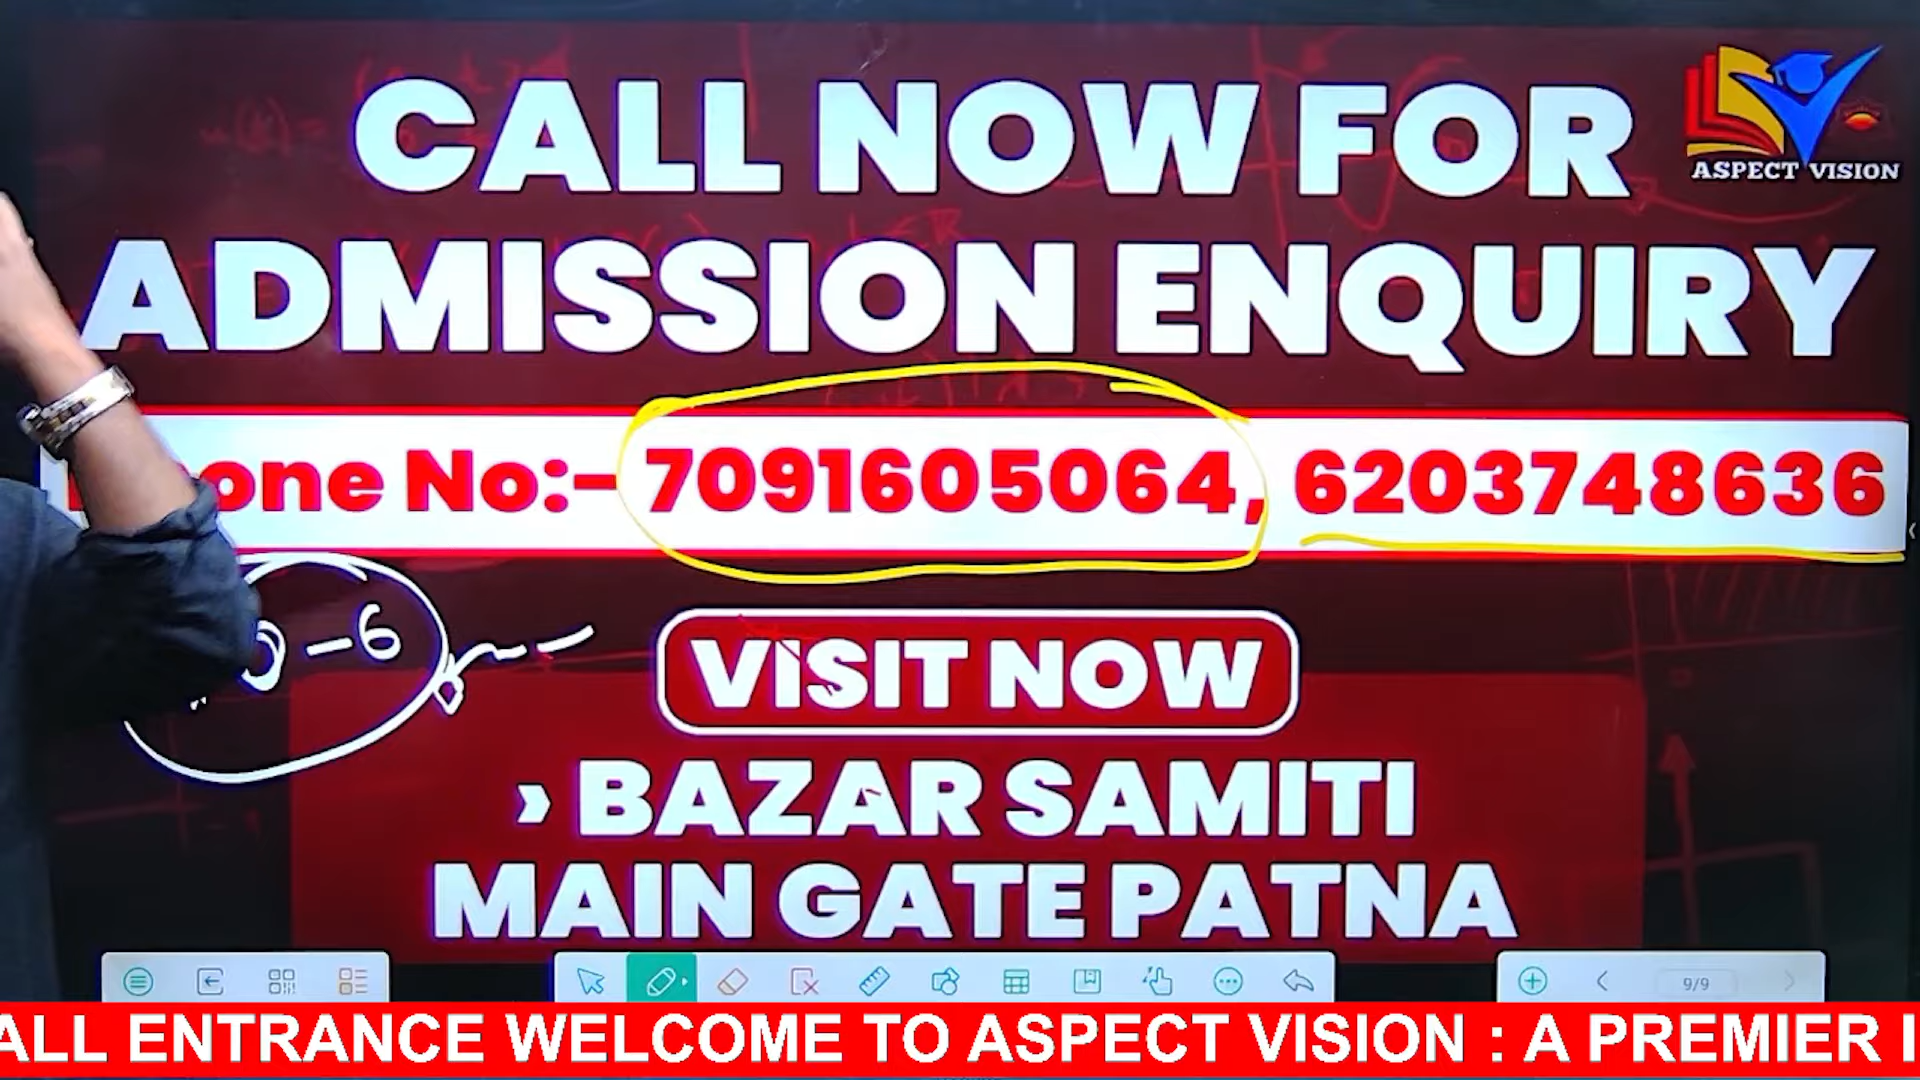 CALL NOW FOR
ASPECT VISION
ADMISSION ENQUIRY
one No:- 7091605064, 6203748636
-6
VISIT NOW
› BAZAR SAMITI
MAIN GATE PATNA
9/9
ALL ENTRANCE WELCOME TO ASPECT VISION : A PREMIER I